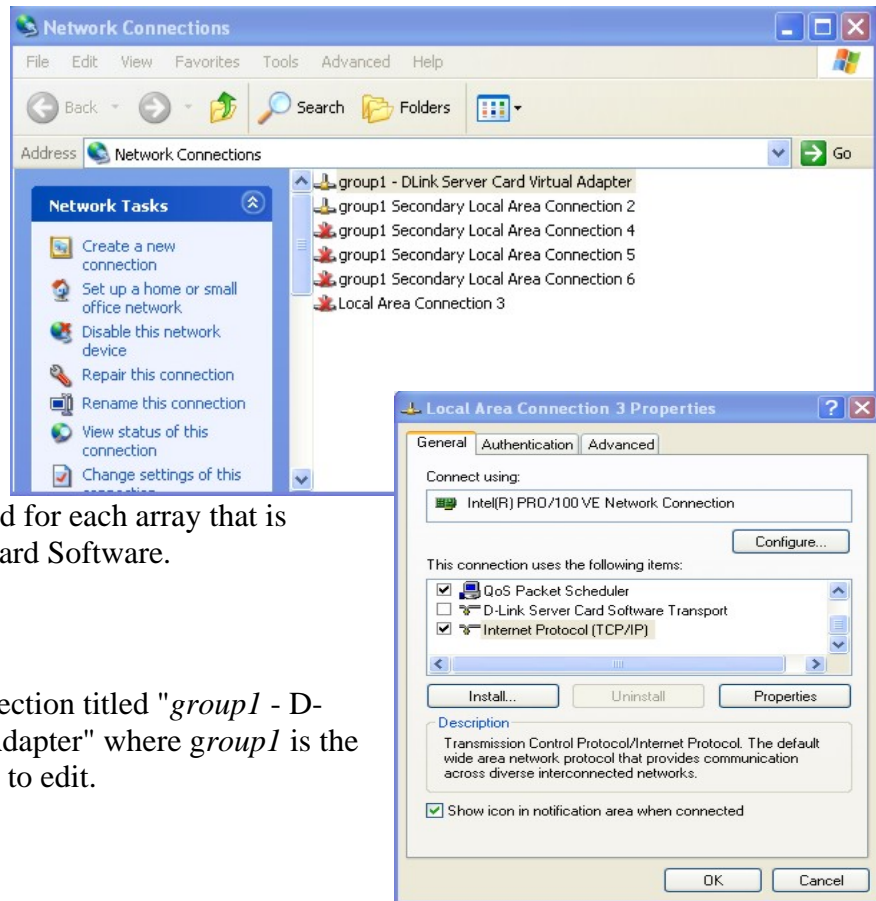 Network Connections
File Edit View Favorites Tools Advanced Help
Back Search Folders
Address Network Connections Go
Network Tasks
Create a new
connection
Set up a home or small
office network
Disable this network
device
Repair this connection
Rename this connection
View status of this
connection
Change settings of this
group1 - DLink Server Card Virtual Adapter
group1 Secondary Local Area Connection 2
group1 Secondary Local Area Connection 4
group1 Secondary Local Area Connection 5
group1 Secondary Local Area Connection 6
Local Area Connection 3
d for each array that is
ard Software.
ection titled "group1 - D-
dapter" where group1 is the
to edit.
Local Area Connection 3 Properties
General Authentication Advanced
Connect using:
Intel(R) PRO/100 VE Network Connection
Configure...
This connection uses the following items:
QoS Packet Scheduler
D-Link Server Card Software Transport
Internet Protocol (TCP/IP)
Install... Uninstall Properties
Description
Transmission Control Protocol/Internet Protocol. The default
wide area network protocol that provides communication
across diverse interconnected networks.
Show icon in notification area when connected
OK Cancel